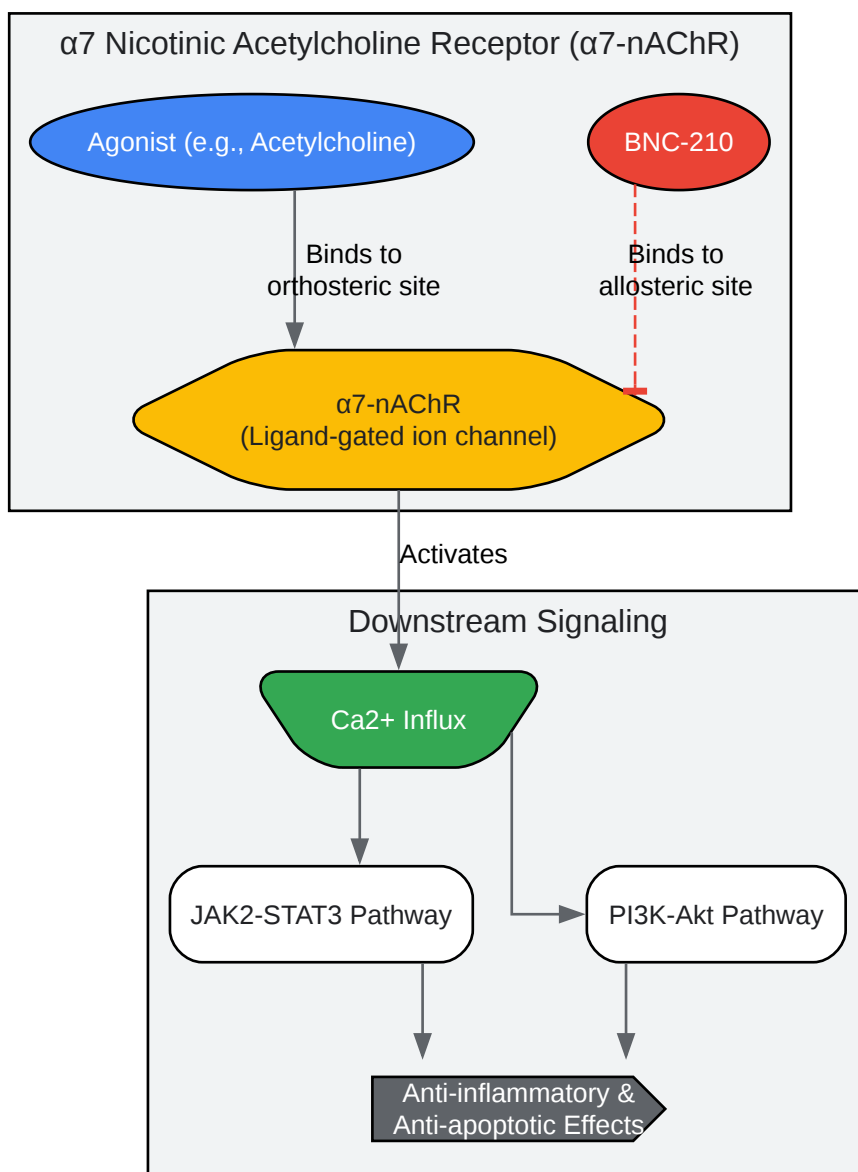 α7 Nicotinic Acetylcholine Receptor (α7-nAChR)
Agonist (e.g., Acetylcholine)
BNC-210
Binds to
orthosteric site
Binds to
allosteric site
α7-nAChR
(Ligand-gated ion channel)
Activates
Downstream Signaling
Ca2+ Influx
JAK2-STAT3 Pathway
PI3K-Akt Pathway
Anti-inflammatory &
Anti-apoptotic Effects